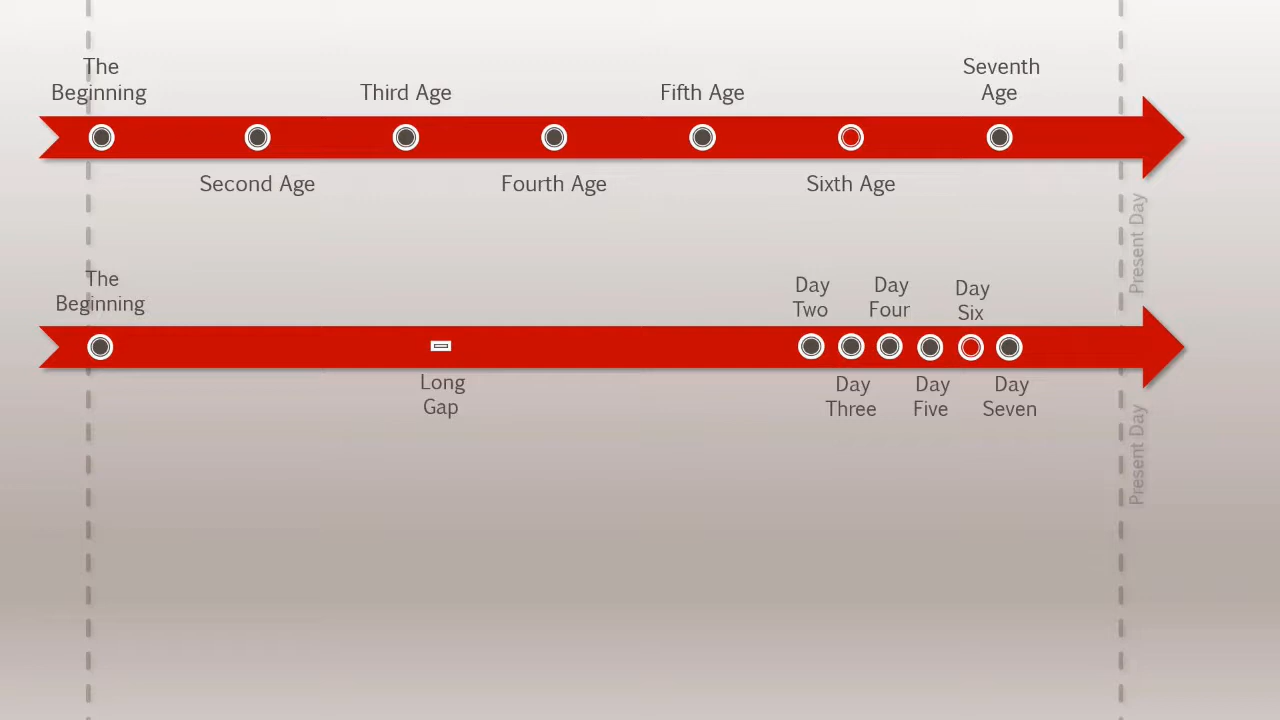 The
Beginning
Third Age
Fifth Age
Seventh
Age
Second Age
Fourth Age
Sixth Age
Present Day
The
Beginning
Day
Two
Day
Four
Day
Six
Long
Gap
Day
Three
Day
Five
Day
Seven
Present Day